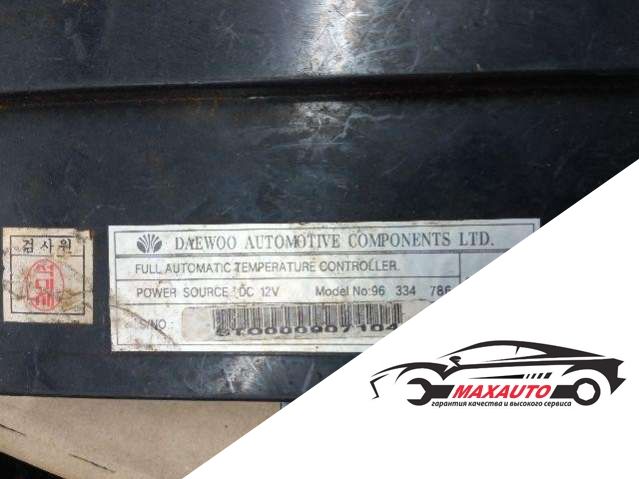 검사원
DAEWOO AUTOMOTIVE COMPONENTS LTD.
FULL AUTOMATIC TEMPERATURE CONTROLLER
POWER SOURCE : DC 12V Model No:96 334 786
S/NO :
MAXAUTO
гарантия качества и высокого сервиса